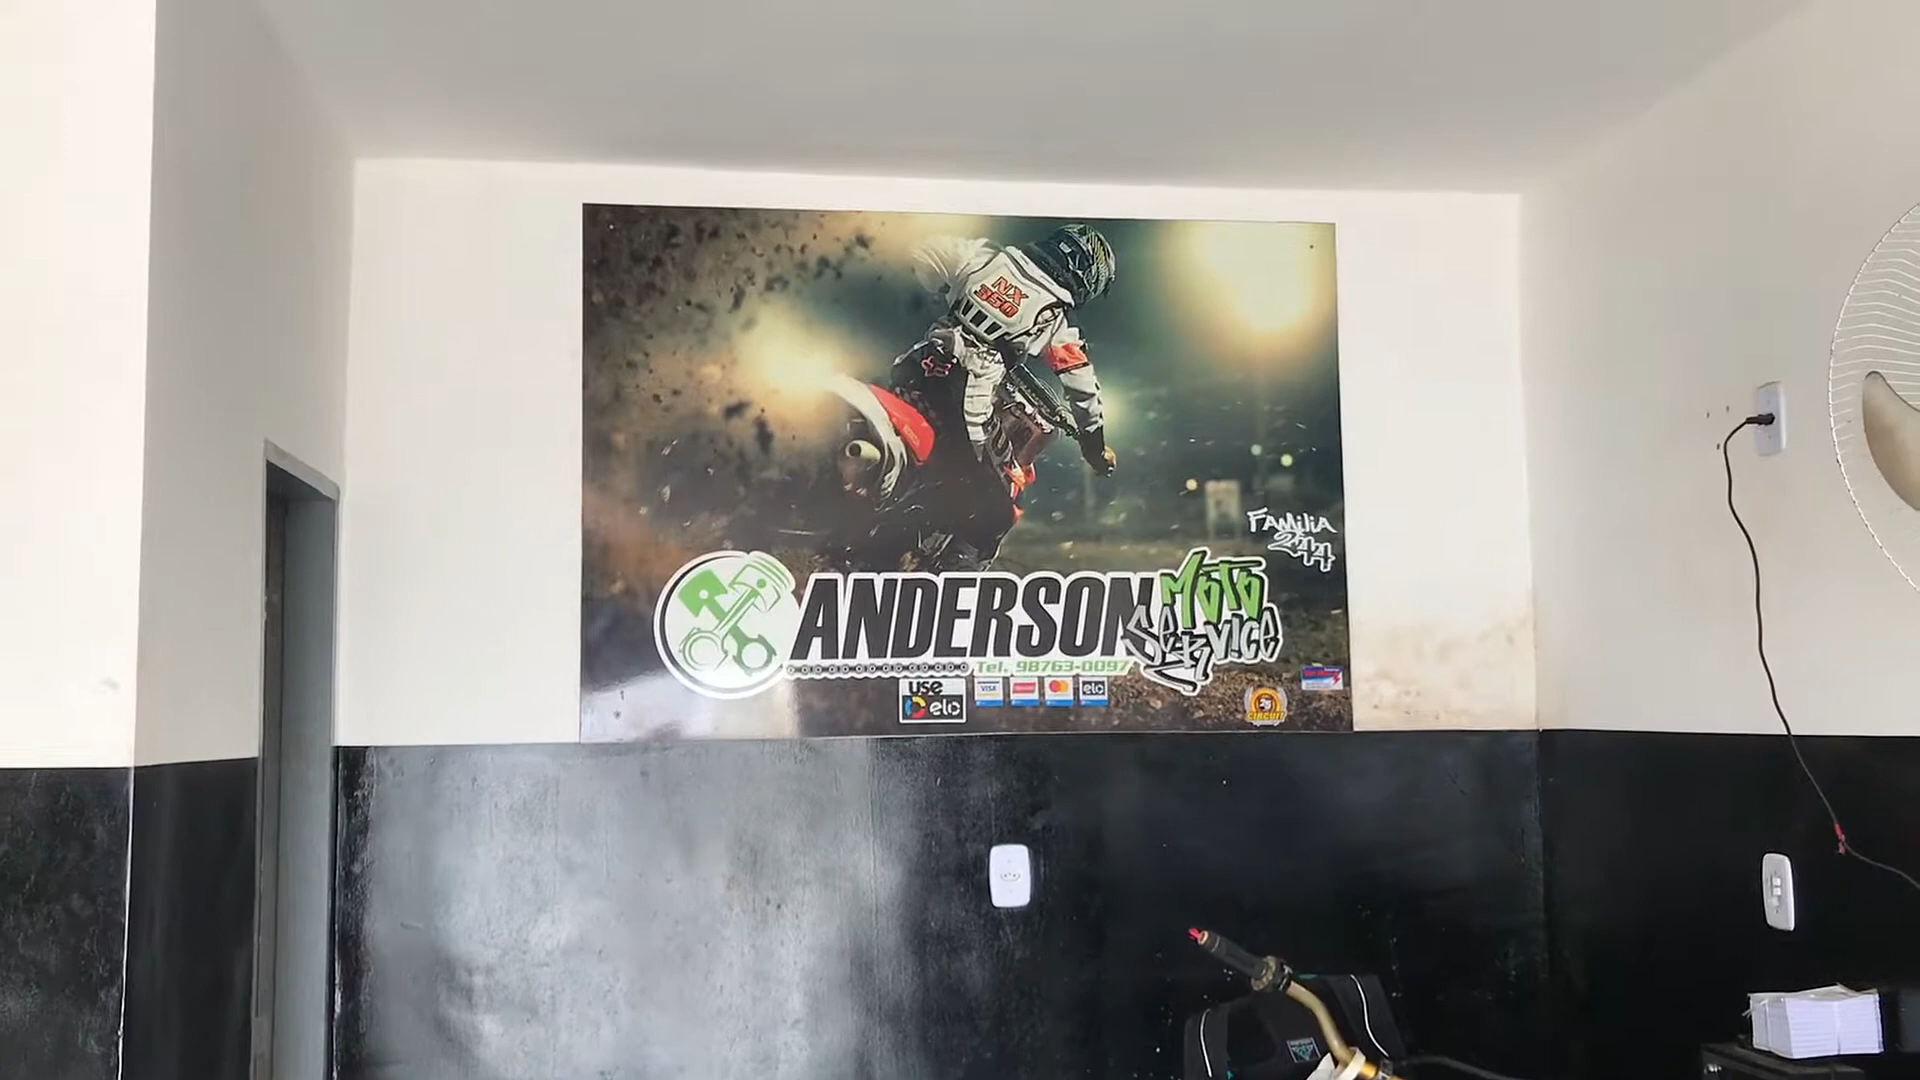 NX
350
FAMiLiA
244
ANDERSON MOTO
SERVICE
Tel. 98763-0097
use
elo
VISA
elo
CIRCUIT